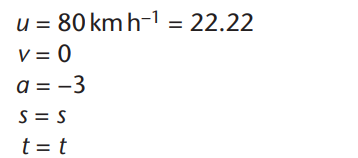 u = 80 km h⁻¹ = 22.22
v = 0
a = −3
s = s
t = t